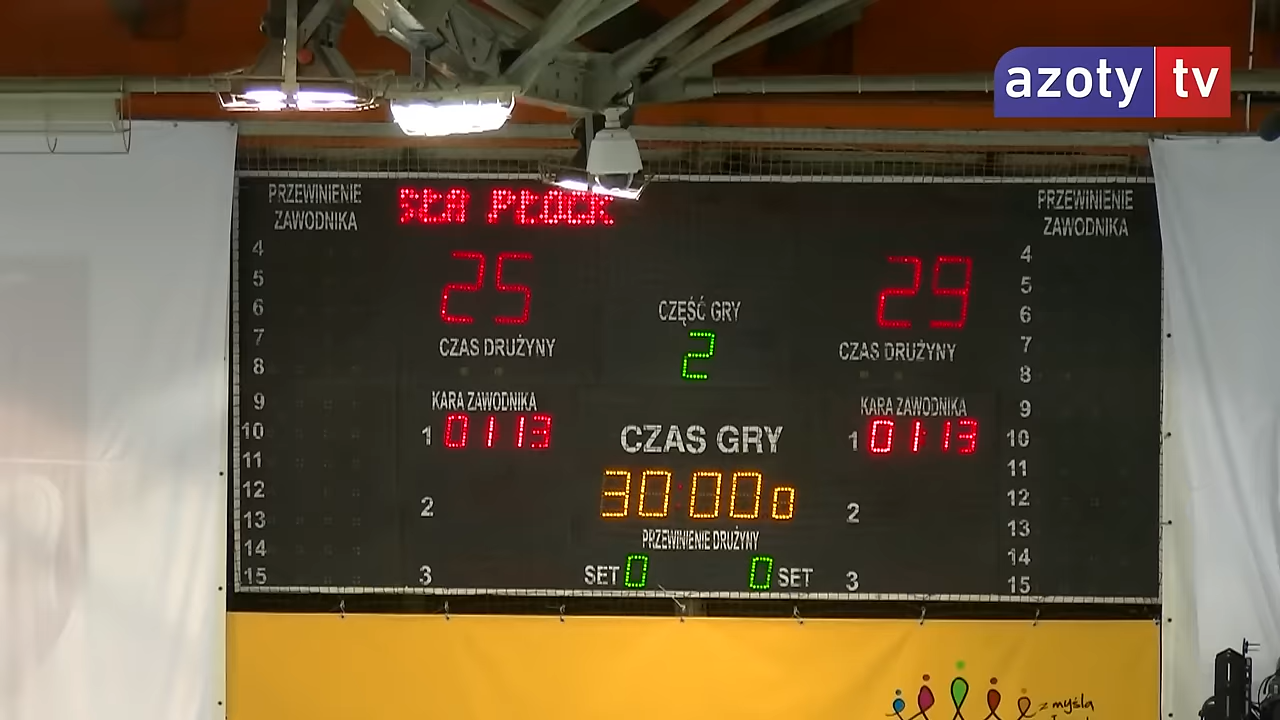 azoty tv
PRZEWINIENIE
ZAWODNIKA
PŁOCK
PRZEWINIENIE
ZAWODNIKA
4
5
6
7
8
9
10
11
12
13
14
15
25
CZAS DRUŻYNY
KARA ZAWODNIKA
1 0113
2
3
CZĘŚĆ GRY
2
CZAS GRY
30:000
PRZEWINIENIE DRUŻYNY
SET 0 0 SET
29
CZAS DRUŻYNY
KARA ZAWODNIKA
1 0113
2
3
4
5
6
7
8
9
10
11
12
13
14
15
z myślą